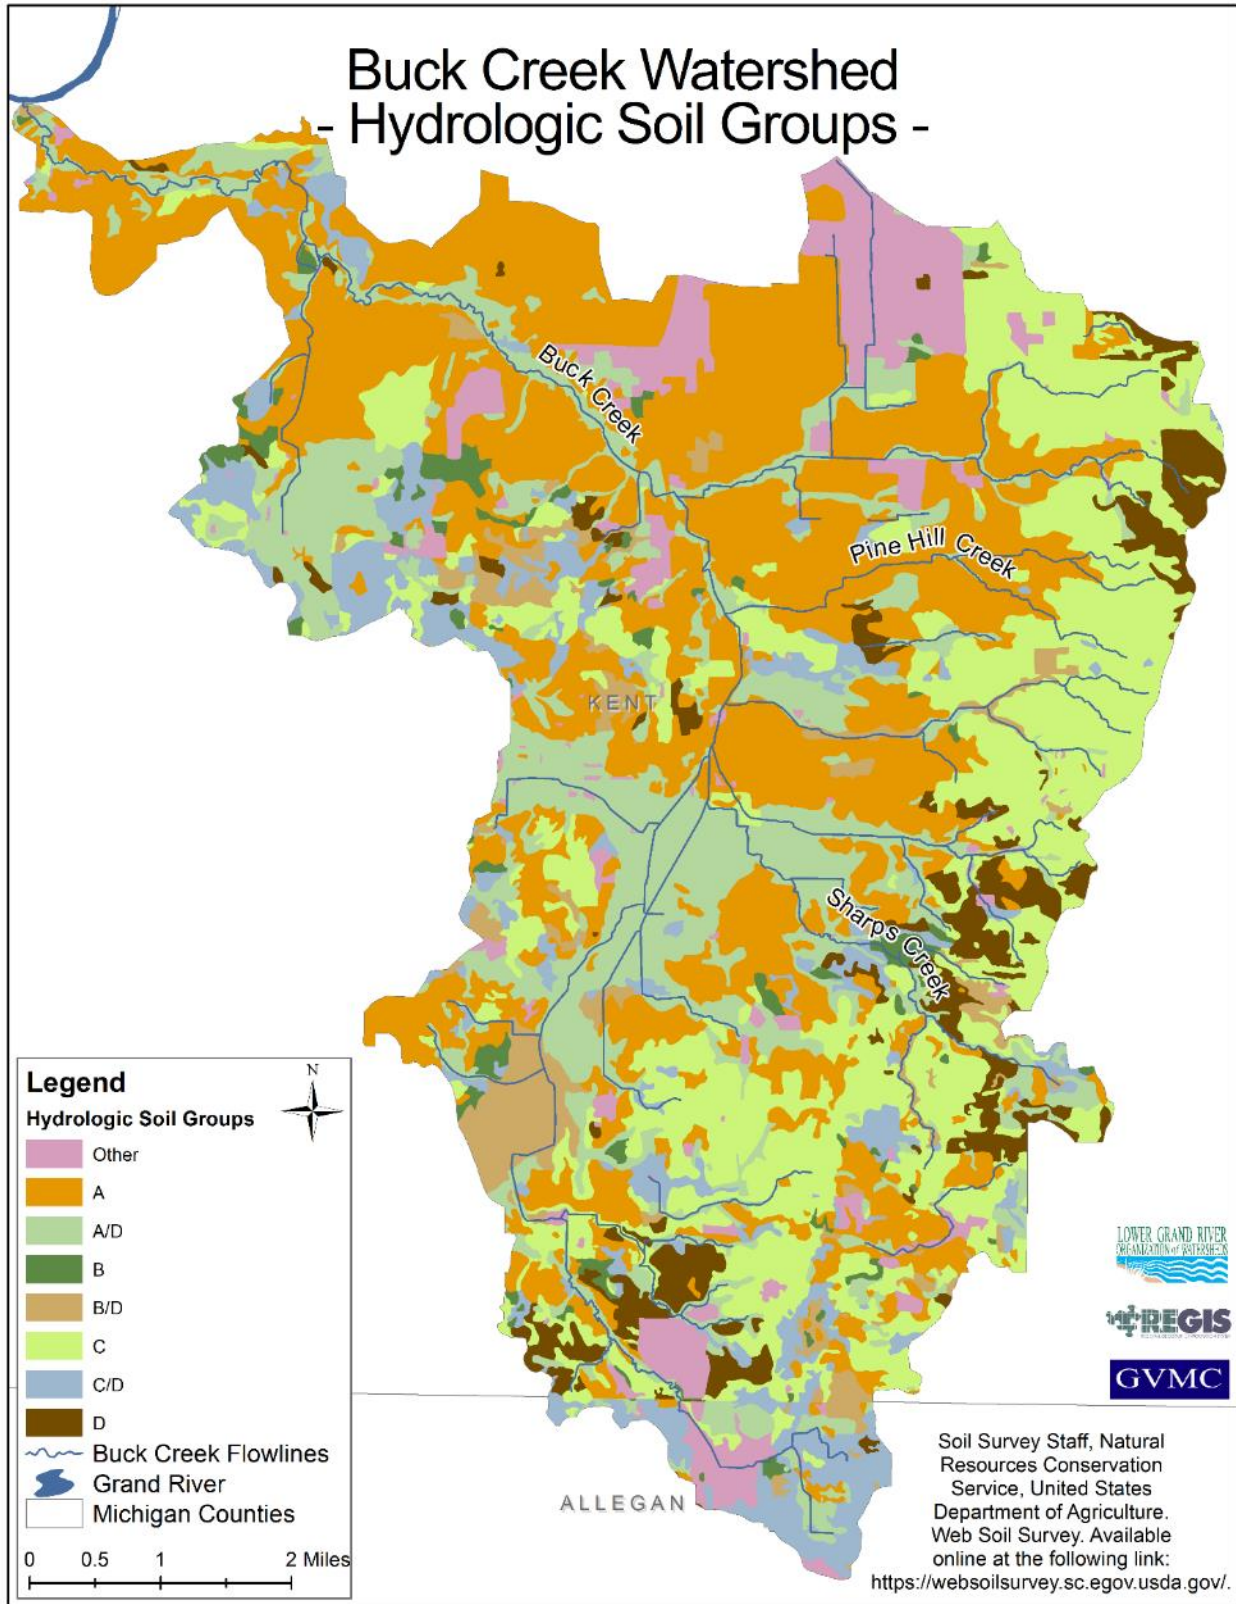 Buck Creek Watershed
- Hydrologic Soil Groups -
Buck Creek
Pine Hill Creek
KENT
Sharps Creek
Legend
N
Hydrologic Soil Groups
Other
A
A/D
B
B/D
C
C/D
D
Buck Creek Flowlines
Grand River
Michigan Counties
0 0.5 1 2 Miles
ALLEGAN
LOWER GRAND RIVER
ORGANIZATION of WATERSHEDS
REGIS
GVMC
Soil Survey Staff, Natural
Resources Conservation
Service, United States
Department of Agriculture.
Web Soil Survey. Available
online at the following link:
https://websoilsurvey.sc.egov.usda.gov/.